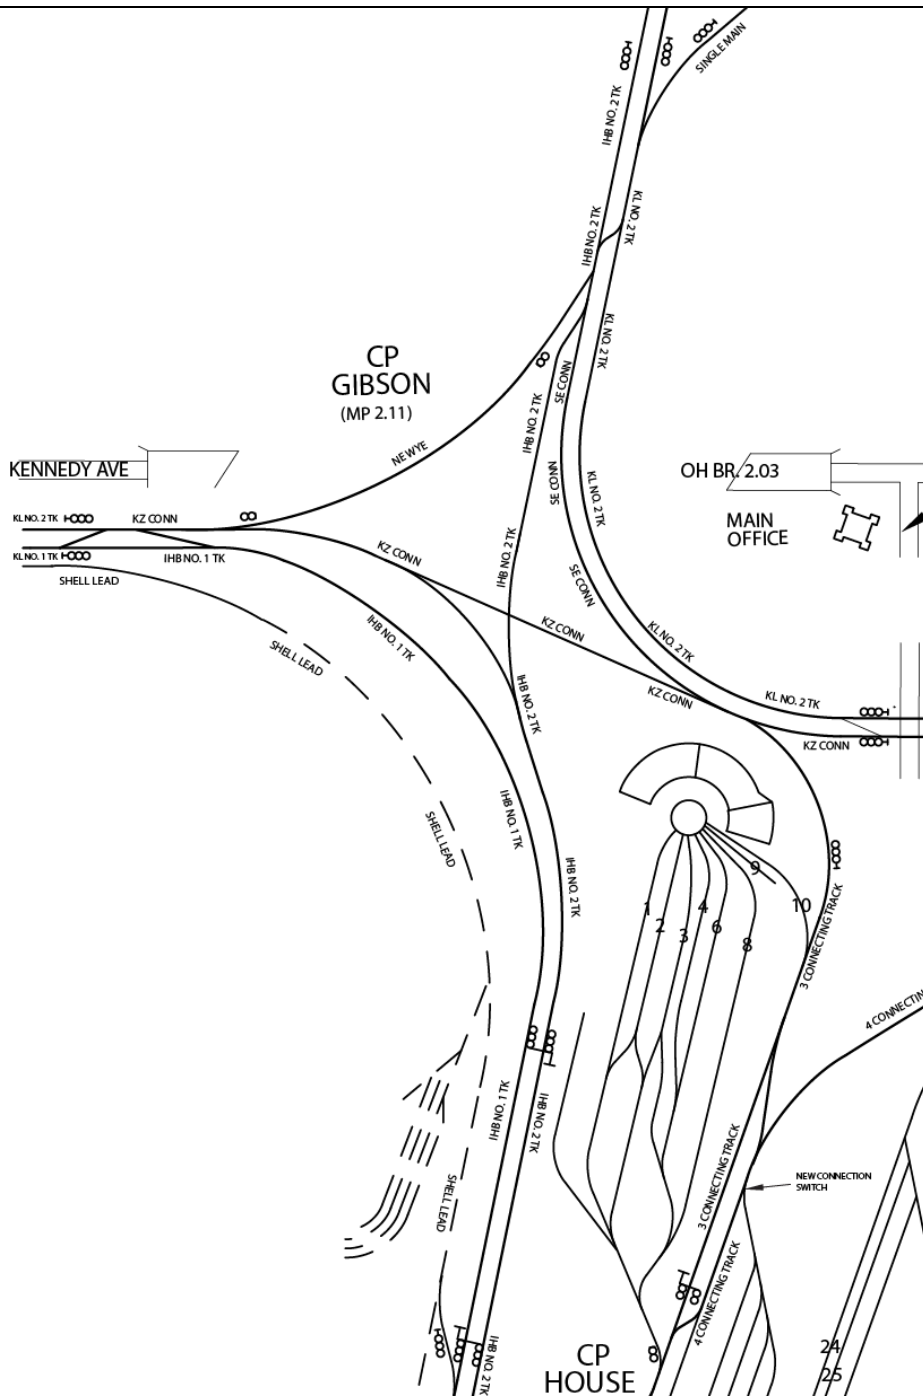 SINGLE MAIN
IHB NO. 2 TK
KL NO. 2 TK
IHB NO. 2 TK
KL NO. 2 TK
CP
GIBSON
(MP 2.11)
SE CONN
IHB NO. 2 TK
NEW YE
KENNEDY AVE
OH BR. 2.03
SE CONN
KL NO. 2 TK
MAIN
OFFICE
KL NO. 2 TK
KZ CONN
KL NO. 1 TK
IHB NO. 1 TK
SHELL LEAD
KZ CONN
IHB NO. 2 TK
SE CONN
IHB NO. 1 TK
KZ CONN
KL NO. 2 TK
SHELL LEAD
IHB NO. 2 TK
KZ CONN
KL NO. 2 TK
KZ CONN
IHB NO. 1 TK
SHELL LEAD
IHB NO. 2 TK
9
10
1
2
3
4
6
8
3 CONNECTING TRACK
4 CONNECTIN
IHB NO. 1 TK
IHB NO. 2 TK
SHELL LEAD
3 CONNECTING TRACK
NEW CONNECTION
SWITCH
4 CONNECTING TRACK
IHB NO. 2 TK
CP
HOUSE
24
25